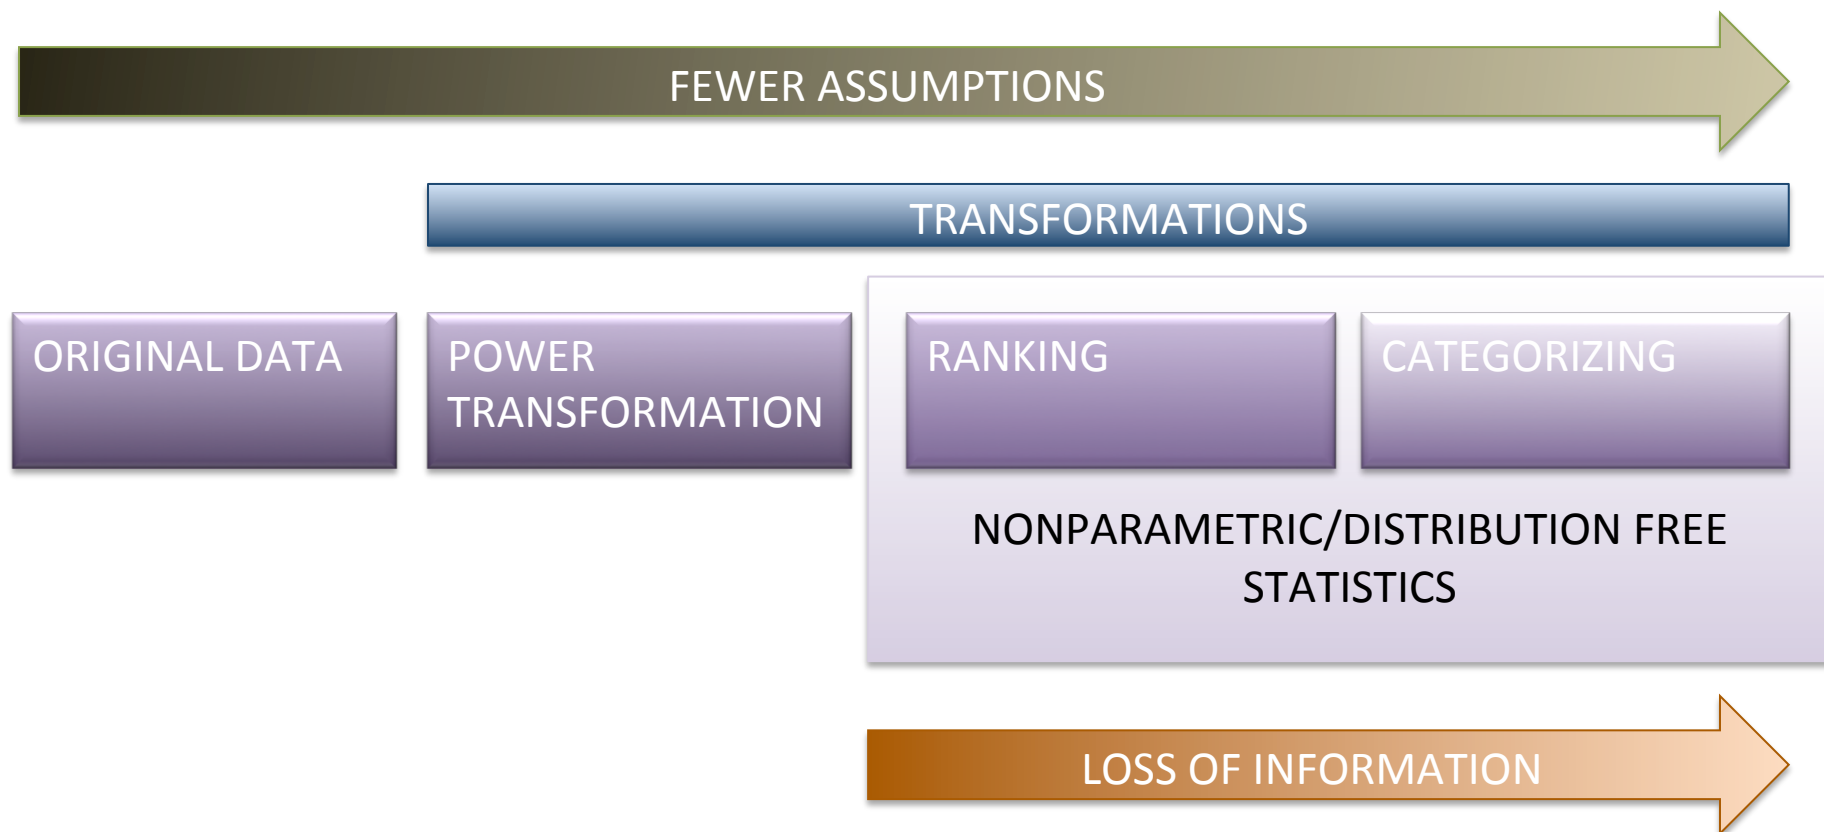 FEWER ASSUMPTIONS
TRANSFORMATIONS
ORIGINAL DATA
POWER
TRANSFORMATION
RANKING
CATEGORIZING
NONPARAMETRIC/DISTRIBUTION FREE
STATISTICS
LOSS OF INFORMATION